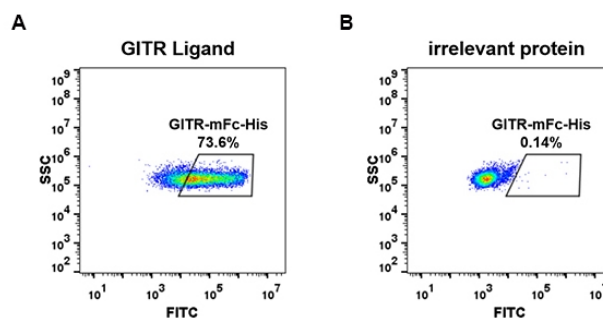 A
GITR Ligand
10⁹
10⁸
10⁷
10⁶
10⁵
10⁴
10³
10²
SSC
GITR-mFc-His
73.6%
10¹
10³
10⁵
10⁷
FITC
B
irrelevant protein
10⁹
10⁸
10⁷
10⁶
10⁵
10⁴
10³
10²
SSC
GITR-mFc-His
0.14%
10¹
10³
10⁵
10⁷
FITC